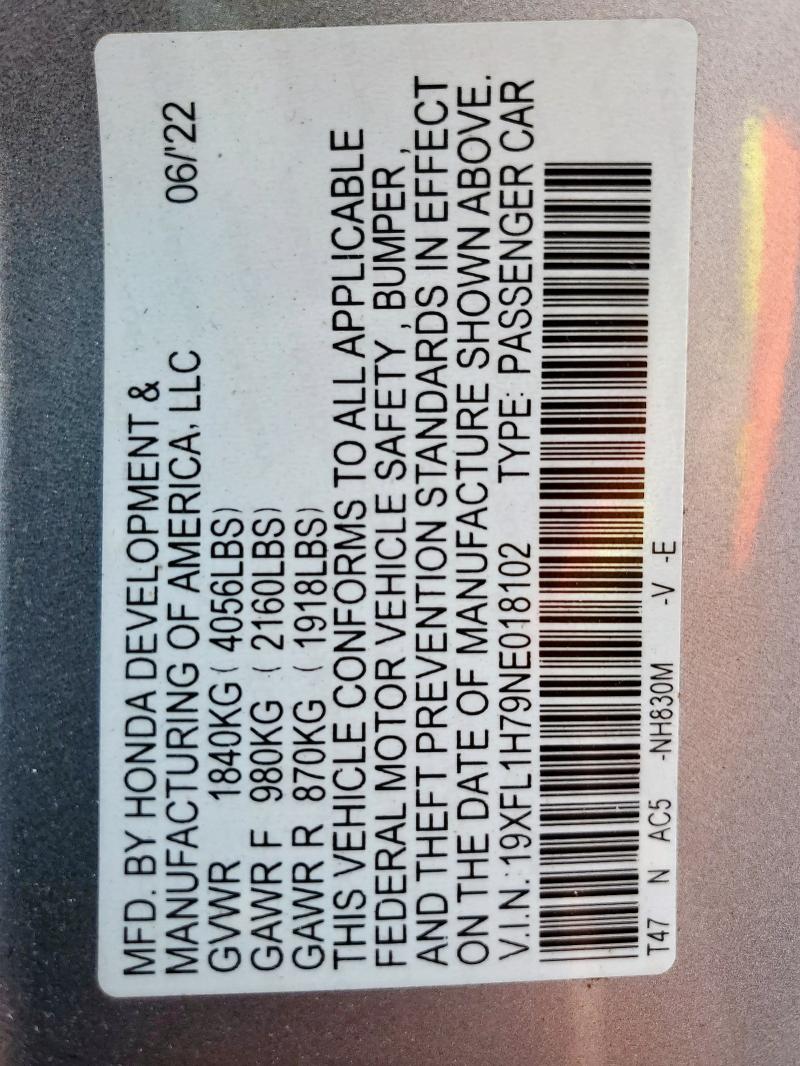 MFD. BY HONDA DEVELOPMENT &
MANUFACTURING OF AMERICA, LLC 06/'22
GVWR 1840KG ( 4056LBS)
GAWR F 980KG ( 2160LBS)
GAWR R 870KG ( 1918LBS)
THIS VEHICLE CONFORMS TO ALL APPLICABLE
FEDERAL MOTOR VEHICLE SAFETY , BUMPER ,
AND THEFT PREVENTION STANDARDS IN EFFECT
ON THE DATE OF MANUFACTURE SHOWN ABOVE.
V.I.N.: 19XFL1H79NE018102 TYPE: PASSENGER CAR
T47 N AC5 -NH830M -V -E